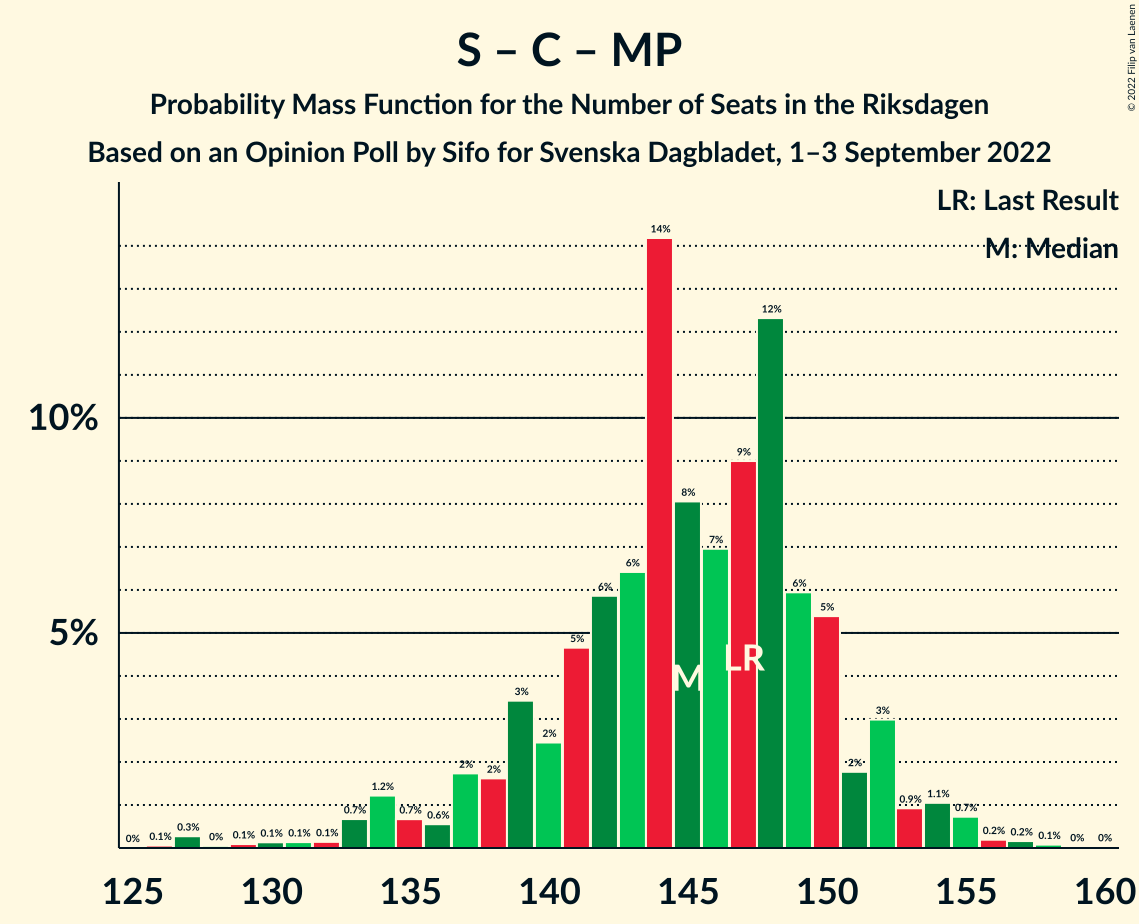 S – C – MP
Probability Mass Function for the Number of Seats in the Riksdagen
Based on an Opinion Poll by Sifo for Svenska Dagbladet, 1–3 September 2022
© 2022 Filip van Laenen
LR: Last Result
M: Median
10%
5%
0% 0.1% 0.3% 0% 0.1% 0.1% 0.1% 0.1% 0.7% 1.2% 0.7% 0.6% 2% 2% 3% 2% 5% 6% 6% 14% 8% 7% 9% 12% 6% 5% 2% 3% 0.9% 1.1% 0.7% 0.2% 0.2% 0.1% 0% 0%
M LR
125 130 135 140 145 150 155 160